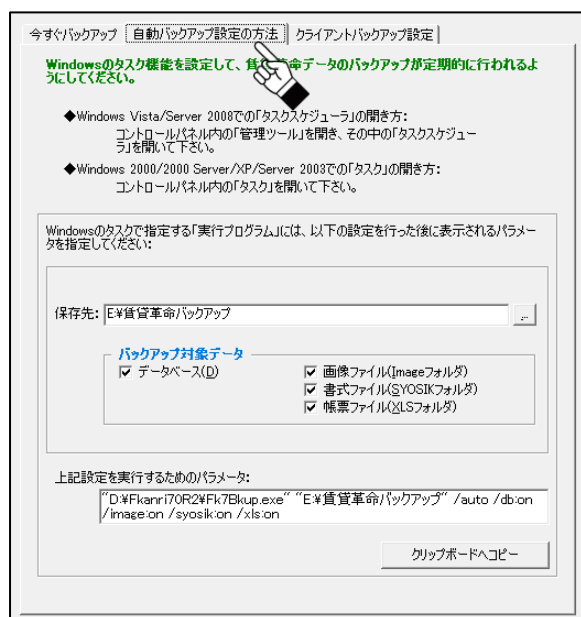 今すぐバックアップ 自動バックアップ設定の方法 クライアントバックアップ設定
Windowsのタスク機能を設定して、賃貸革命データのバックアップが定期的に行われるよ
うにしてください。
◆Windows Vista/Server 2008での「タスクスケジューラ」の開き方:
コントロールパネル内の「管理ツール」を開き、その中の「タスクスケジュー
ラ」を開いて下さい。
◆Windows 2000/2000 Server/XP/Server 2003での「タスク」の開き方:
コントロールパネル内の「タスク」を開いて下さい。
Windowsのタスクで指定する「実行プログラム」には、以下の設定を行った後に表示されるパラメー
タを指定してください:
保存先: E:¥賃貸革命バックアップ ...
バックアップ対象データ
データベース(D) 画像ファイル(Imageフォルダ)
書式ファイル(SYOSIKフォルダ)
帳票ファイル(XLSフォルダ)
上記設定を実行するためのパラメータ:
"D:¥Fkanri70R2¥Fk7Bkup.exe" "E:¥賃貸革命バックアップ" /auto /db:on
/image:on /syosik:on /xls:on
クリップボードへコピー